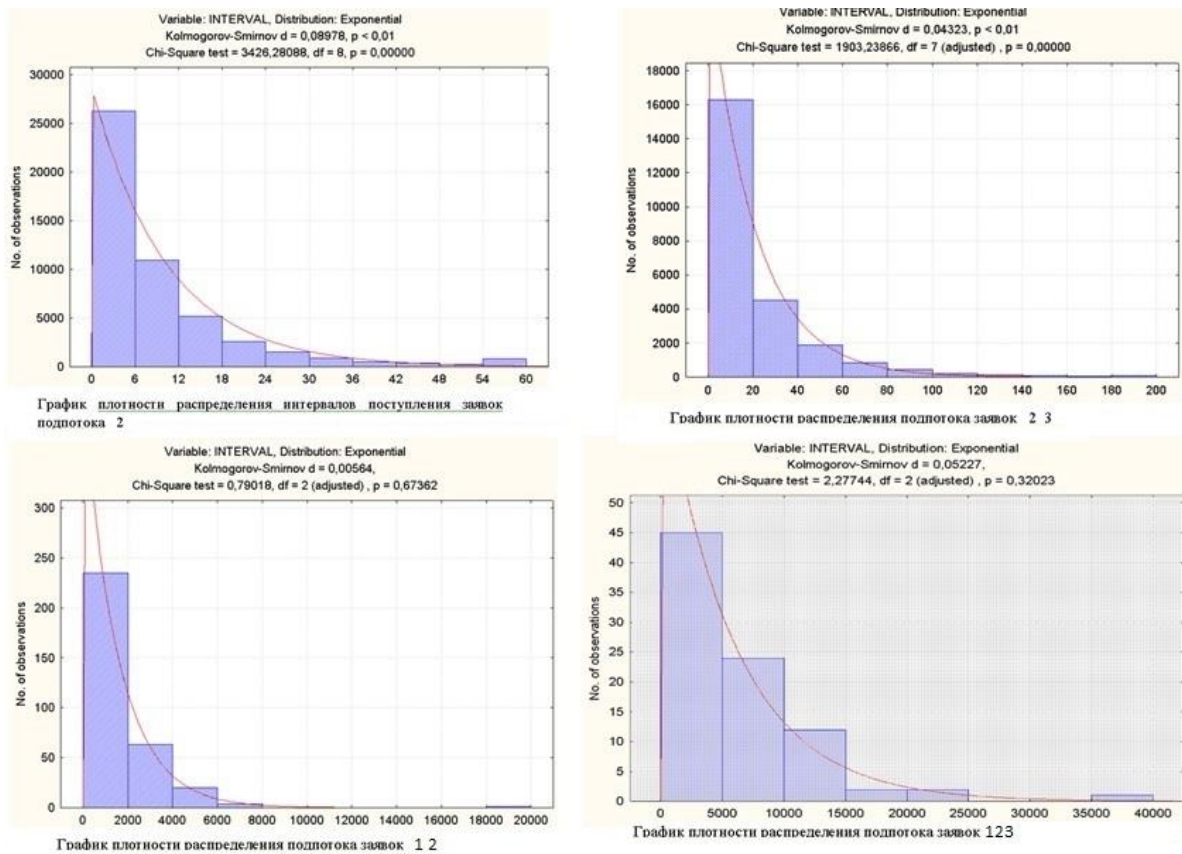 Variable: INTERVAL, Distribution: Exponential
Kolmogorov-Smirnov d = 0,08978, p < 0,01
Chi-Square test = 3426,28088, df = 8, p = 0,00000
No. of observations
30000
25000
20000
15000
10000
5000
0
0 6 12 18 24 30 36 42 48 54 60
График плотности распределения интервалов поступления заявок
подпотока 2
Variable: INTERVAL, Distribution: Exponential
Kolmogorov-Smirnov d = 0,04323, p < 0,01
Chi-Square test = 1903,23866, df = 7 (adjusted) , p = 0,00000
No. of observations
18000
16000
14000
12000
10000
8000
6000
4000
2000
0
0 20 40 60 80 100 120 140 160 180 200
График плотности распределения подпотока заявок 2 3
Variable: INTERVAL, Distribution: Exponential
Kolmogorov-Smirnov d = 0,00564,
Chi-Square test = 0,79018, df = 2 (adjusted) , p = 0,67362
No. of observations
300
250
200
150
100
50
0
0 2000 4000 6000 8000 10000 12000 14000 16000 18000 20000
График плотности распределения подпотока заявок 1 2
Variable: INTERVAL, Distribution: Exponential
Kolmogorov-Smirnov d = 0,05227,
Chi-Square test = 2,27744, df = 2 (adjusted) , p = 0,32023
No. of observations
50
45
40
35
30
25
20
15
10
5
0
0 5000 10000 15000 20000 25000 30000 35000 40000
График плотности распределения подпотока заявок 123